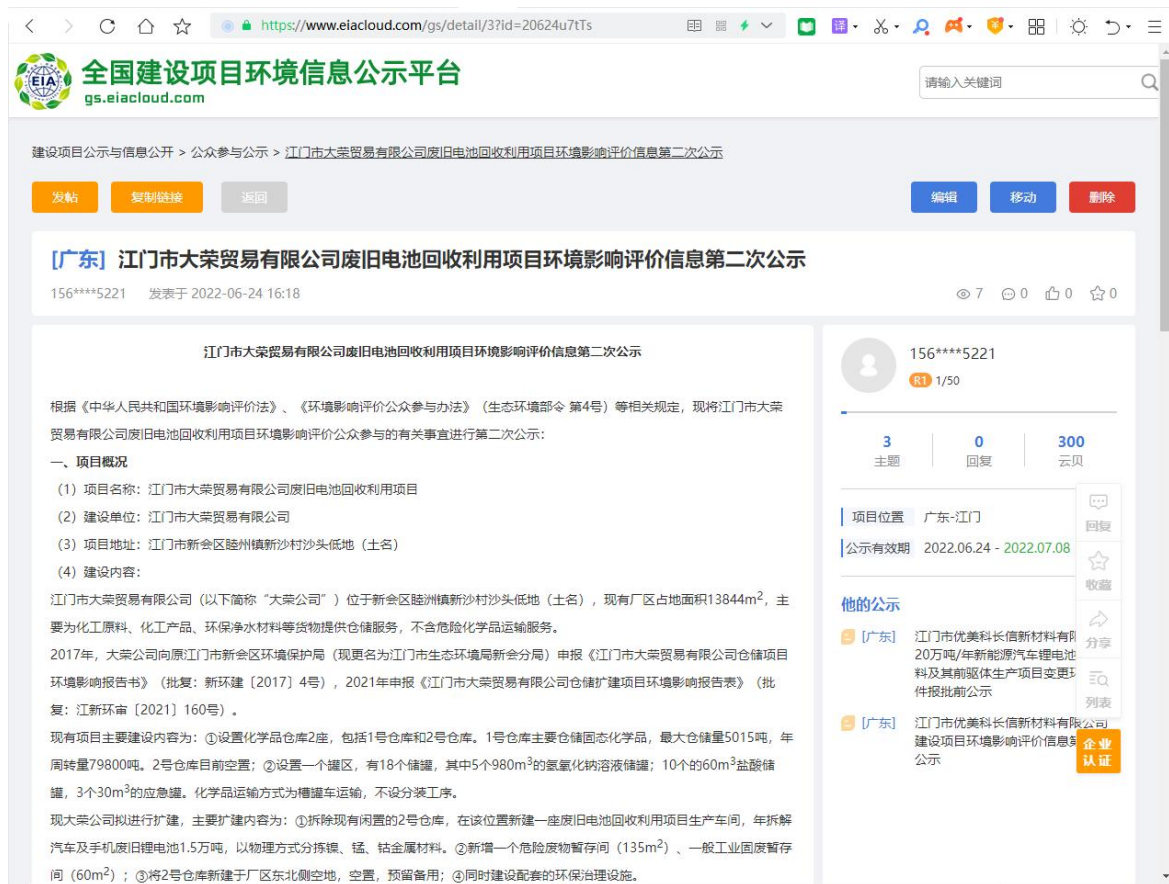 https://www.eiacloud.com/gs/detail/3?id=20624u7tTs
译
EIA
全国建设项目环境信息公示平台
gs.eiacloud.com
请输入关键词
建设项目公示与信息公开 > 公众参与公示 > 江门市大荣贸易有限公司废旧电池回收利用项目环境影响评价信息第二次公示
发帖 复制链接 返回 编辑 移动 删除
[广东] 江门市大荣贸易有限公司废旧电池回收利用项目环境影响评价信息第二次公示
156****5221 发表于 2022-06-24 16:18 7 0 0 0
江门市大荣贸易有限公司废旧电池回收利用项目环境影响评价信息第二次公示
根据《中华人民共和国环境影响评价法》、《环境影响评价公众参与办法》（生态环境部令 第4号）等相关规定，现将江门市大荣
贸易有限公司废旧电池回收利用项目环境影响评价公众参与的有关事宜进行第二次公示：
一、项目概况
（1）项目名称：江门市大荣贸易有限公司废旧电池回收利用项目
（2）建设单位：江门市大荣贸易有限公司
（3）项目地址：江门市新会区睦州镇新沙村沙头低地（土名）
（4）建设内容：
江门市大荣贸易有限公司（以下简称“大荣公司”）位于新会区睦洲镇新沙村沙头低地（土名），现有厂区占地面积13844m²，主
要为化工原料、化工产品、环保净水材料等货物提供仓储服务，不含危险化学品运输服务。
2017年，大荣公司向原江门市新会区环境保护局（现更名为江门市生态环境局新会分局）申报《江门市大荣贸易有限公司仓储项目
环境影响报告书》（批复：新环建［2017］4号），2021年申报《江门市大荣贸易有限公司仓储扩建项目环境影响报告表》（批
复：江新环审［2021］160号）。
现有项目主要建设内容为：①设置化学品仓库2座，包括1号仓库和2号仓库。1号仓库主要仓储固态化学品，最大仓储量5015吨，年
周转量79800吨。2号仓库目前空置；②设置一个罐区，有18个储罐，其中5个980m³的氢氧化钠溶液储罐；10个的60m³盐酸储
罐，3个30m³的应急罐。化学品运输方式为槽罐车运输，不设分装工序。
现大荣公司拟进行扩建，主要扩建内容为：①拆除现有闲置的2号仓库，在该位置新建一座废旧电池回收利用项目生产车间，年拆解
汽车及手机废旧锂电池1.5万吨，以物理方式分拣镍、锰、钴金属材料。②新增一个危险废物暂存间（135m²）、一般工业固废暂存
间（60m²）；③将2号仓库新建于厂区东北侧空地，空置，预留备用；④同时建设配套的环保治理设施。
156****5221
R1 1/50
3 0 300
主题 回复 云贝
项目位置 广东-江门
公示有效期 2022.06.24 - 2022.07.08
他的公示
[广东] 江门市优美科长信新材料有限
20万吨/年新能源汽车锂电池
料及其前驱体生产项目变更环
件报批前公示
[广东] 江门市优美科长信新材料有限公司
建设项目环境影响评价信息第
公示
回复
收藏
分享
列表
企业
认证